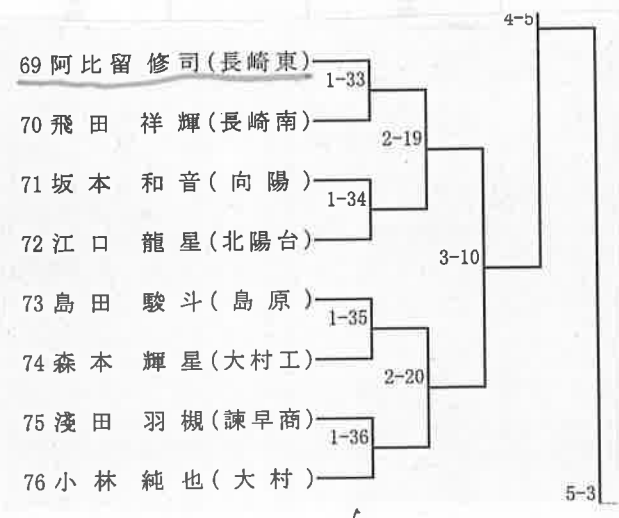 4-5
69 阿比留 修司(長崎東)
1-33
70 飛田 祥輝(長崎南)
2-19
71 坂本 和音(向陽)
1-34
72 江口 龍星(北陽台)
3-10
73 島田 駿斗(島原)
1-35
74 森本 輝星(大村工)
2-20
75 淺田 羽槻(諫早商)
1-36
76 小林 純也(大村)
5-3